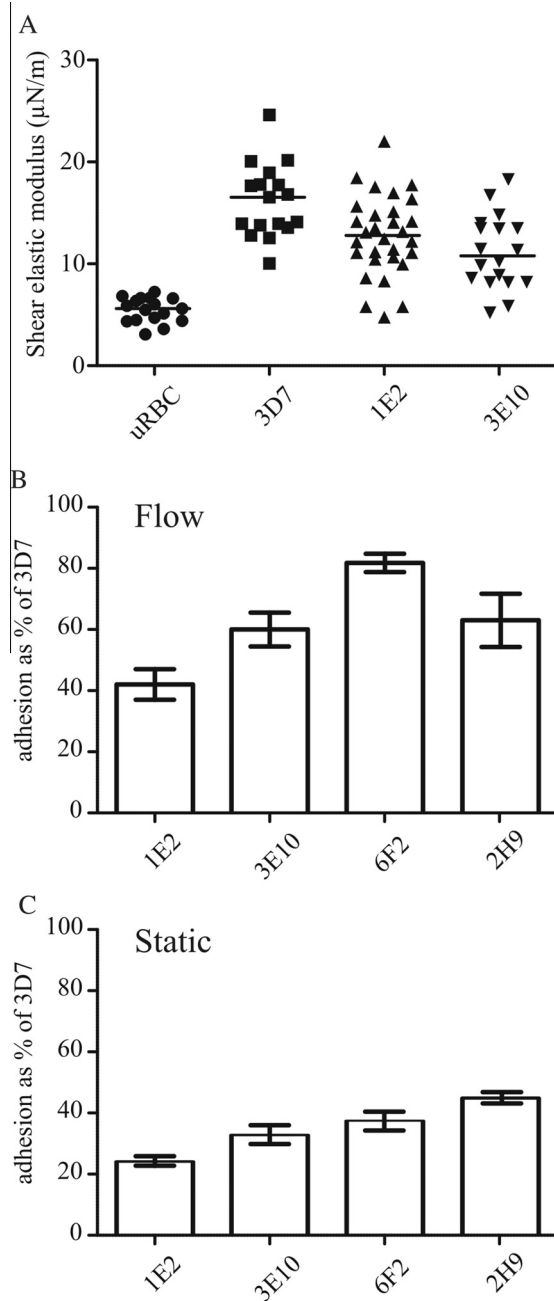 A
Shear elastic modulus (µN/m)
30
20
10
0
uRBC
3D7
1E2
3E10
B
Flow
adhesion as % of 3D7
100
80
60
40
20
0
1E2
3E10
6F2
2H9
C
Static
adhesion as % of 3D7
100
80
60
40
20
0
1E2
3E10
6F2
2H9